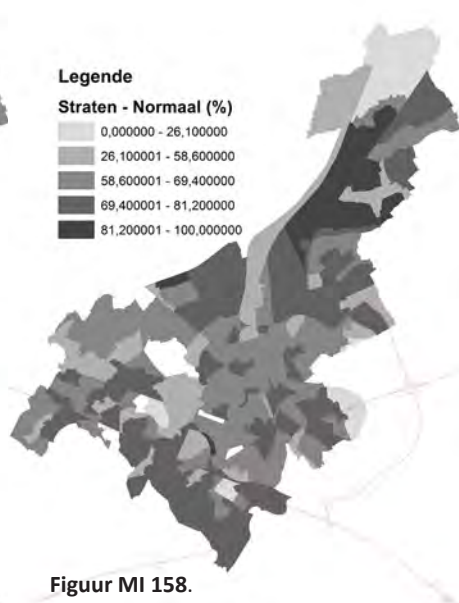 Legende
Straten - Normaal (%)
0,000000 - 26,100000
26,100001 - 58,600000
58,600001 - 69,400000
69,400001 - 81,200000
81,200001 - 100,000000
Figuur MI 158.